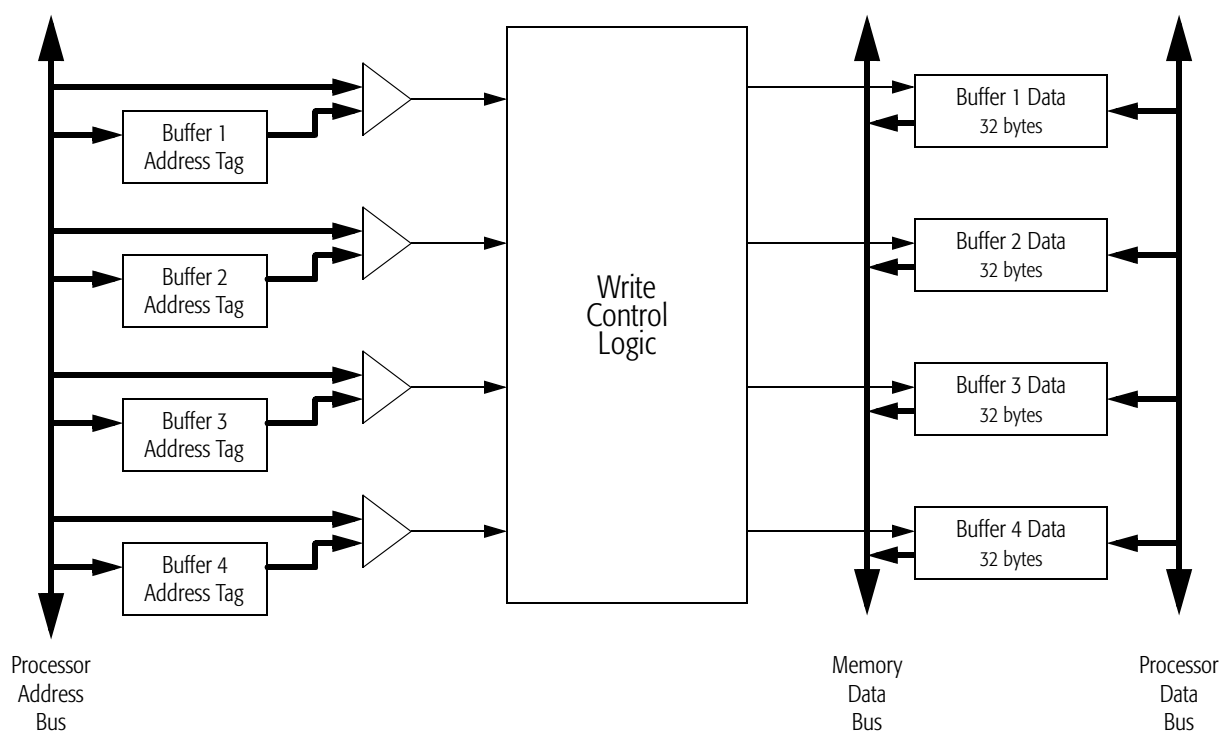 Buffer 1
Address Tag
Buffer 2
Address Tag
Buffer 3
Address Tag
Buffer 4
Address Tag
Write
Control
Logic
Buffer 1 Data
32 bytes
Buffer 2 Data
32 bytes
Buffer 3 Data
32 bytes
Buffer 4 Data
32 bytes
Processor
Address
Bus
Memory
Data
Bus
Processor
Data
Bus